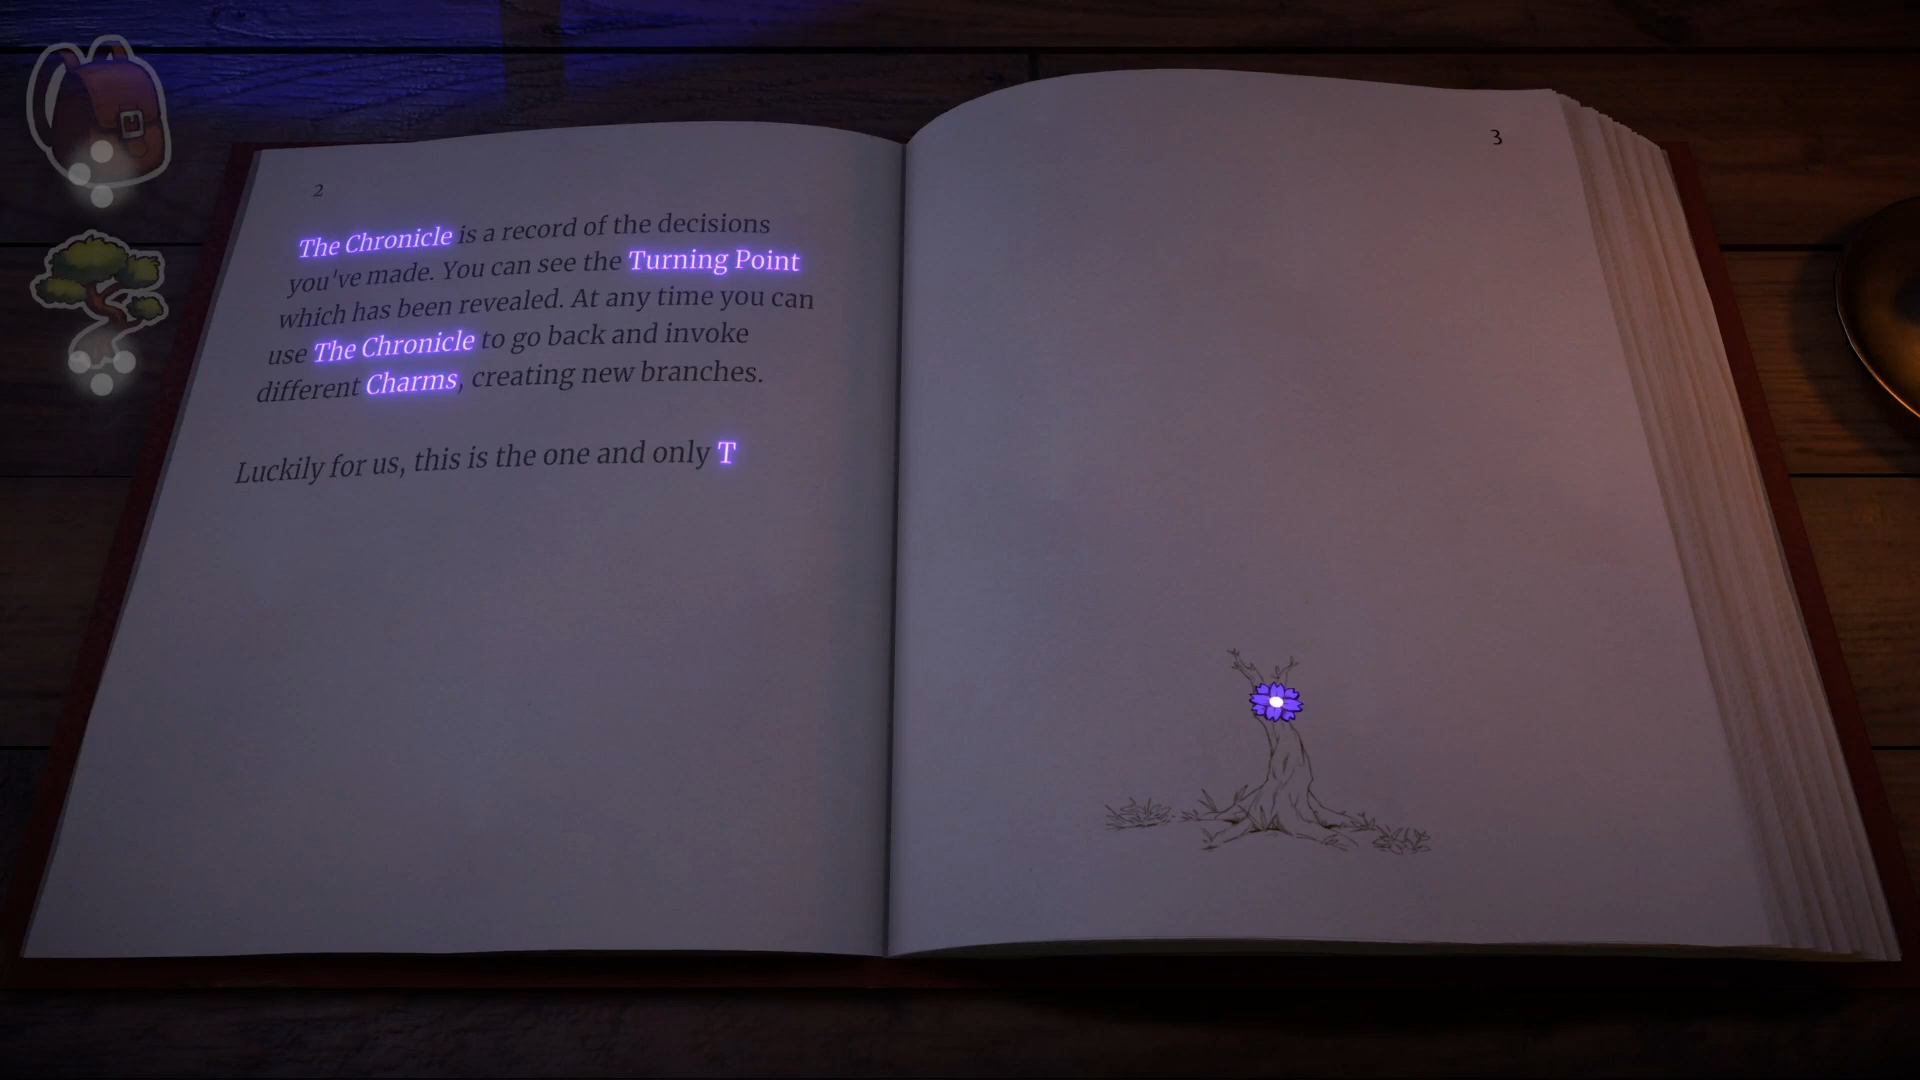 2
The Chronicle is a record of the decisions
you've made. You can see the Turning Point
which has been revealed. At any time you can
use The Chronicle to go back and invoke
different Charms, creating new branches.
Luckily for us, this is the one and only T
3